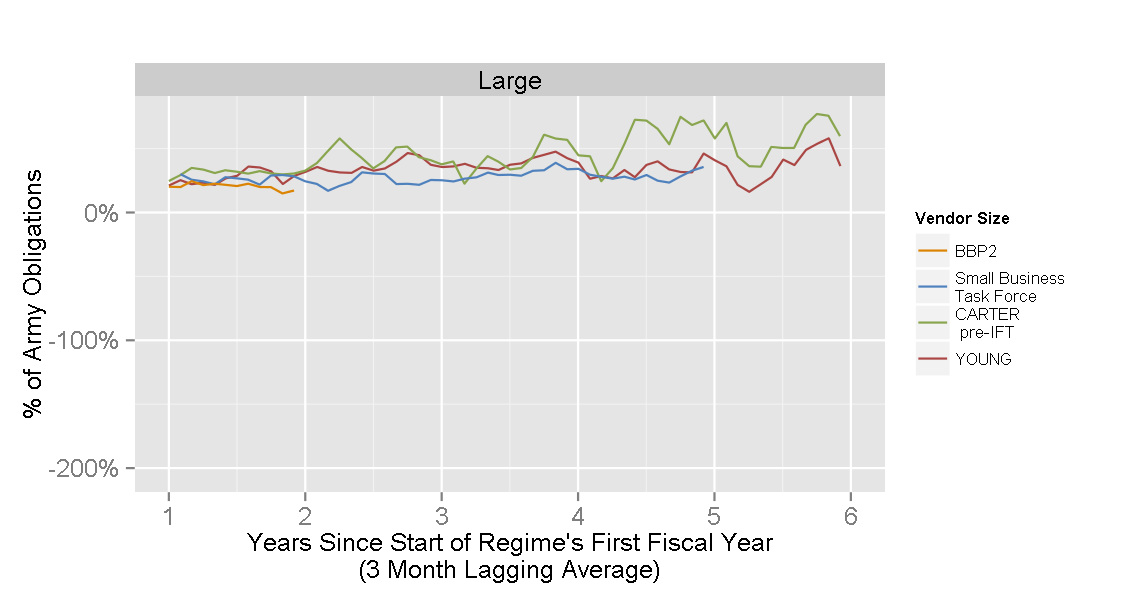 Large
% of Army Obligations
0%
-100%
-200%
1 2 3 4 5 6
Years Since Start of Regime's First Fiscal Year
(3 Month Lagging Average)
Vendor Size
BBP2
Small Business
Task Force
CARTER
pre-IFT
YOUNG